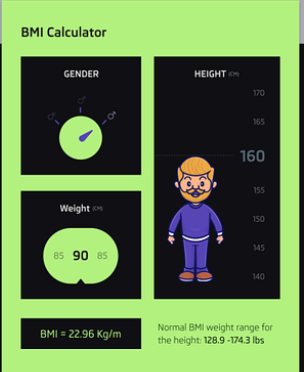 BMI Calculator
GENDER
HEIGHT (CM)
170
165
160
155
150
145
140
Weight (CM)
85 90 85
BMI = 22.96 Kg/m
Normal BMI weight range for
the height: 128.9 -174.3 lbs